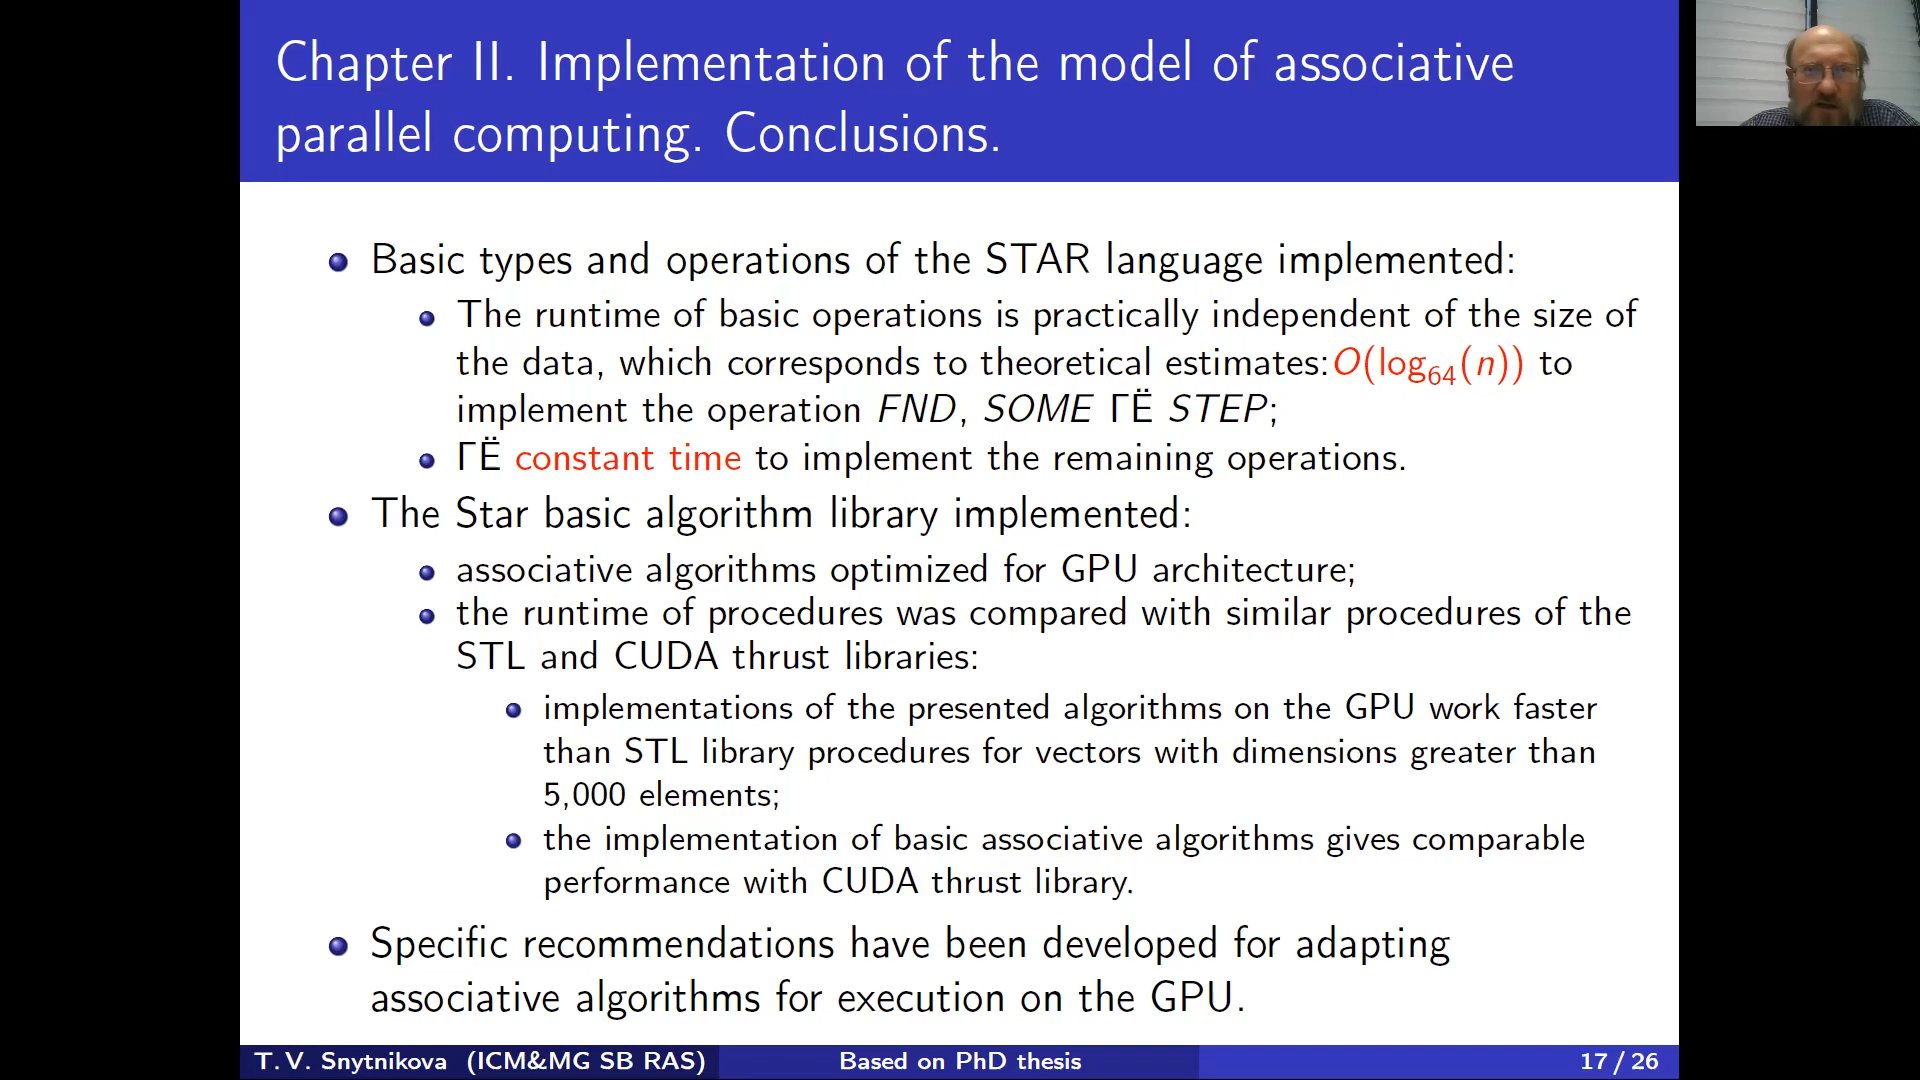 Chapter II. Implementation of the model of associative
parallel computing. Conclusions.
Basic types and operations of the STAR language implemented:
The runtime of basic operations is practically independent of the size of
the data, which corresponds to theoretical estimates:O(log₆₄(n)) to
implement the operation FND, SOME ГЁ STEP;
ГЁ constant time to implement the remaining operations.
The Star basic algorithm library implemented:
associative algorithms optimized for GPU architecture;
the runtime of procedures was compared with similar procedures of the
STL and CUDA thrust libraries:
implementations of the presented algorithms on the GPU work faster
than STL library procedures for vectors with dimensions greater than
5,000 elements;
the implementation of basic associative algorithms gives comparable
performance with CUDA thrust library.
Specific recommendations have been developed for adapting
associative algorithms for execution on the GPU.
T. V. Snytnikova (ICM&MG SB RAS) Based on PhD thesis 17 / 26